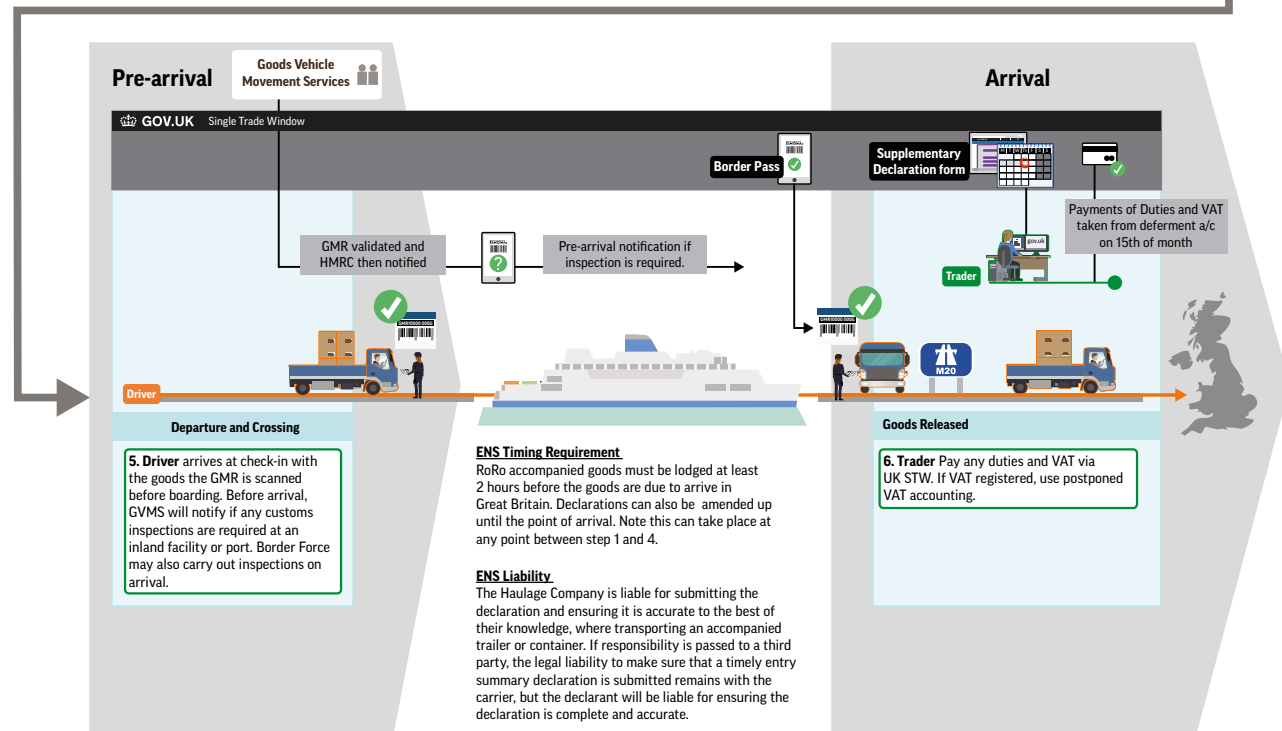 Pre-arrival
Goods Vehicle
Movement Services
Arrival
GOV.UK Single Trade Window
Border Pass
Supplementary
Declaration form
Payments of Duties and VAT
taken from deferment a/c
on 15th of month
GMR validated and
HMRC then notified
?
Pre-arrival notification if
inspection is required.
gov.uk
Trader
M20
Driver
Departure and Crossing
5. Driver arrives at check-in with
the goods the GMR is scanned
before boarding. Before arrival,
GVMS will notify if any customs
inspections are required at an
inland facility or port. Border Force
may also carry out inspections on
arrival.
ENS Timing Requirement
RoRo accompanied goods must be lodged at least
2 hours before the goods are due to arrive in
Great Britain. Declarations can also be amended up
until the point of arrival. Note this can take place at
any point between step 1 and 4.
ENS Liability
The Haulage Company is liable for submitting the
declaration and ensuring it is accurate to the best of
their knowledge, where transporting an accompanied
trailer or container. If responsibility is passed to a third
party, the legal liability to make sure that a timely entry
summary declaration is submitted remains with the
carrier, but the declarant will be liable for ensuring the
declaration is complete and accurate.
Goods Released
6. Trader Pay any duties and VAT via
UK STW. If VAT registered, use postponed
VAT accounting.